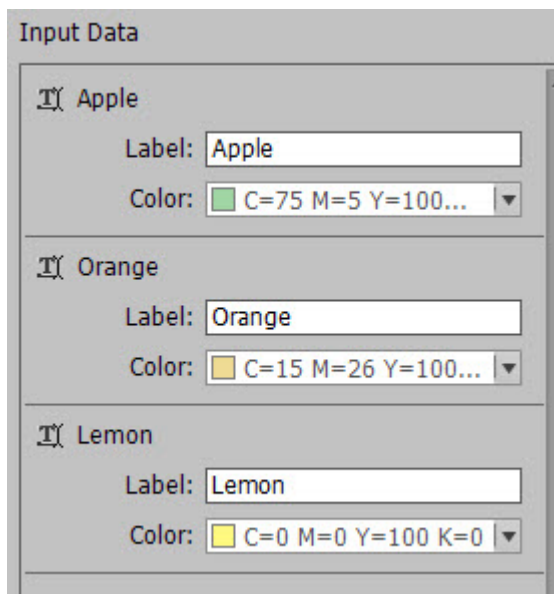 Input Data
Apple
Label: Apple
Color: C=75 M=5 Y=100...
Orange
Label: Orange
Color: C=15 M=26 Y=100...
Lemon
Label: Lemon
Color: C=0 M=0 Y=100 K=0